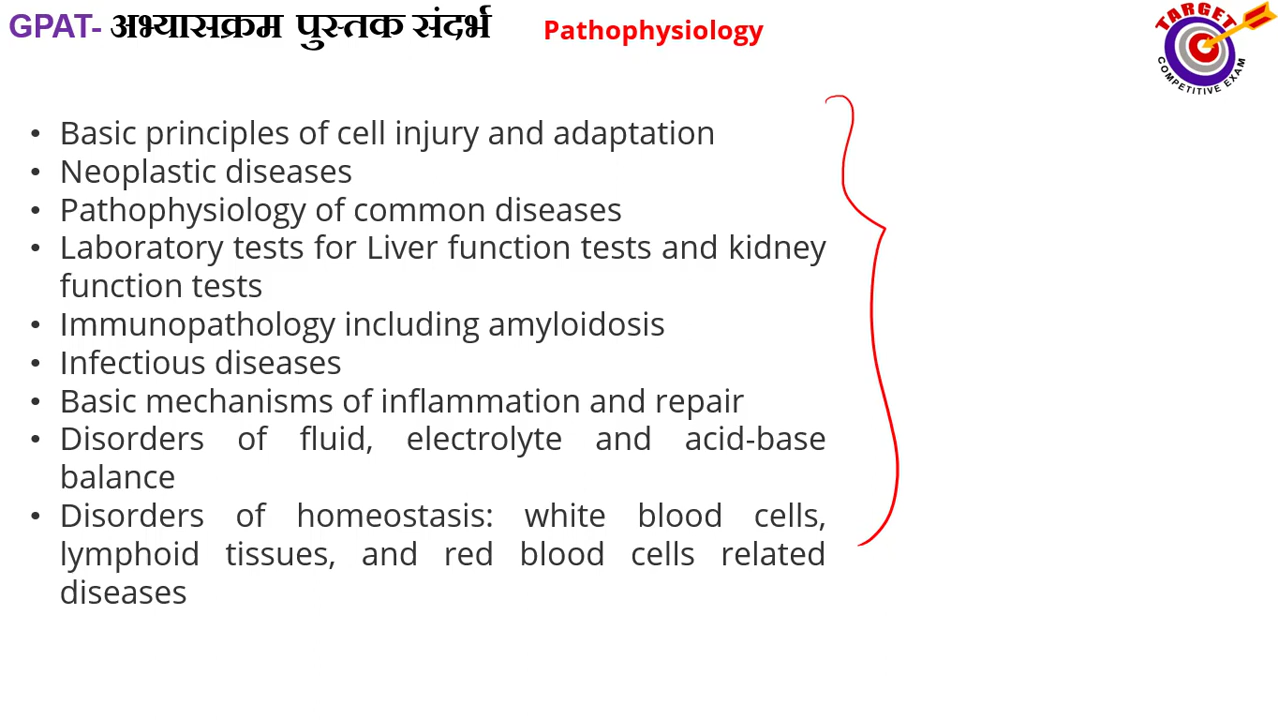 GPAT- अभ्यासक्रम पुस्तक संदर्भ Pathophysiology
TARGET
COMPETITIVE EXAM
• Basic principles of cell injury and adaptation
• Neoplastic diseases
• Pathophysiology of common diseases
• Laboratory tests for Liver function tests and kidney
function tests
• Immunopathology including amyloidosis
• Infectious diseases
• Basic mechanisms of inflammation and repair
• Disorders of fluid, electrolyte and acid-base
balance
• Disorders of homeostasis: white blood cells,
lymphoid tissues, and red blood cells related
diseases